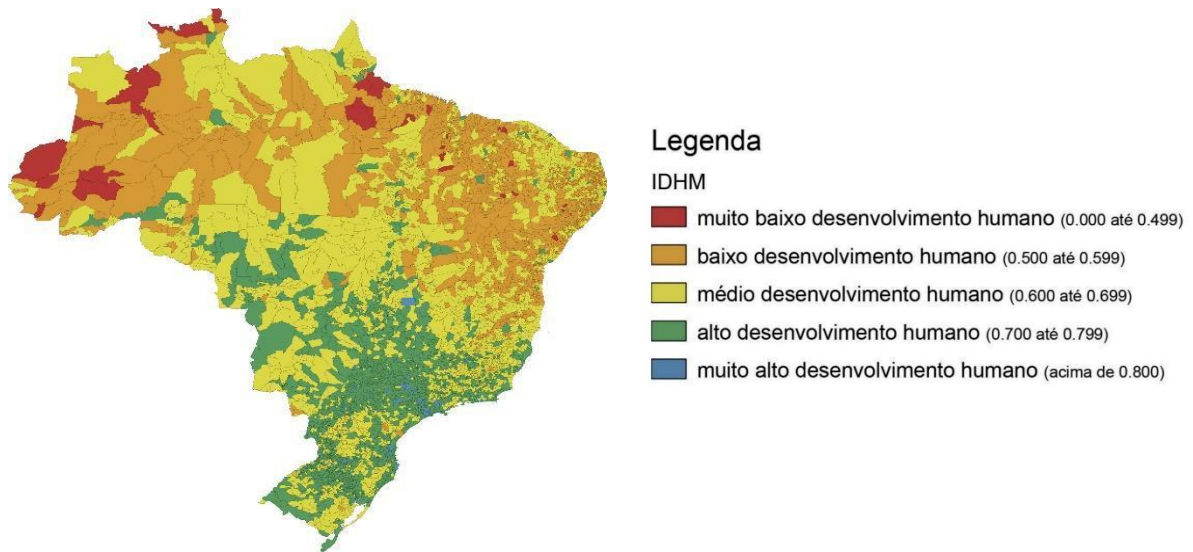 Legenda
IDHM
muito baixo desenvolvimento humano (0.000 até 0.499)
baixo desenvolvimento humano (0.500 até 0.599)
médio desenvolvimento humano (0.600 até 0.699)
alto desenvolvimento humano (0.700 até 0.799)
muito alto desenvolvimento humano (acima de 0.800)